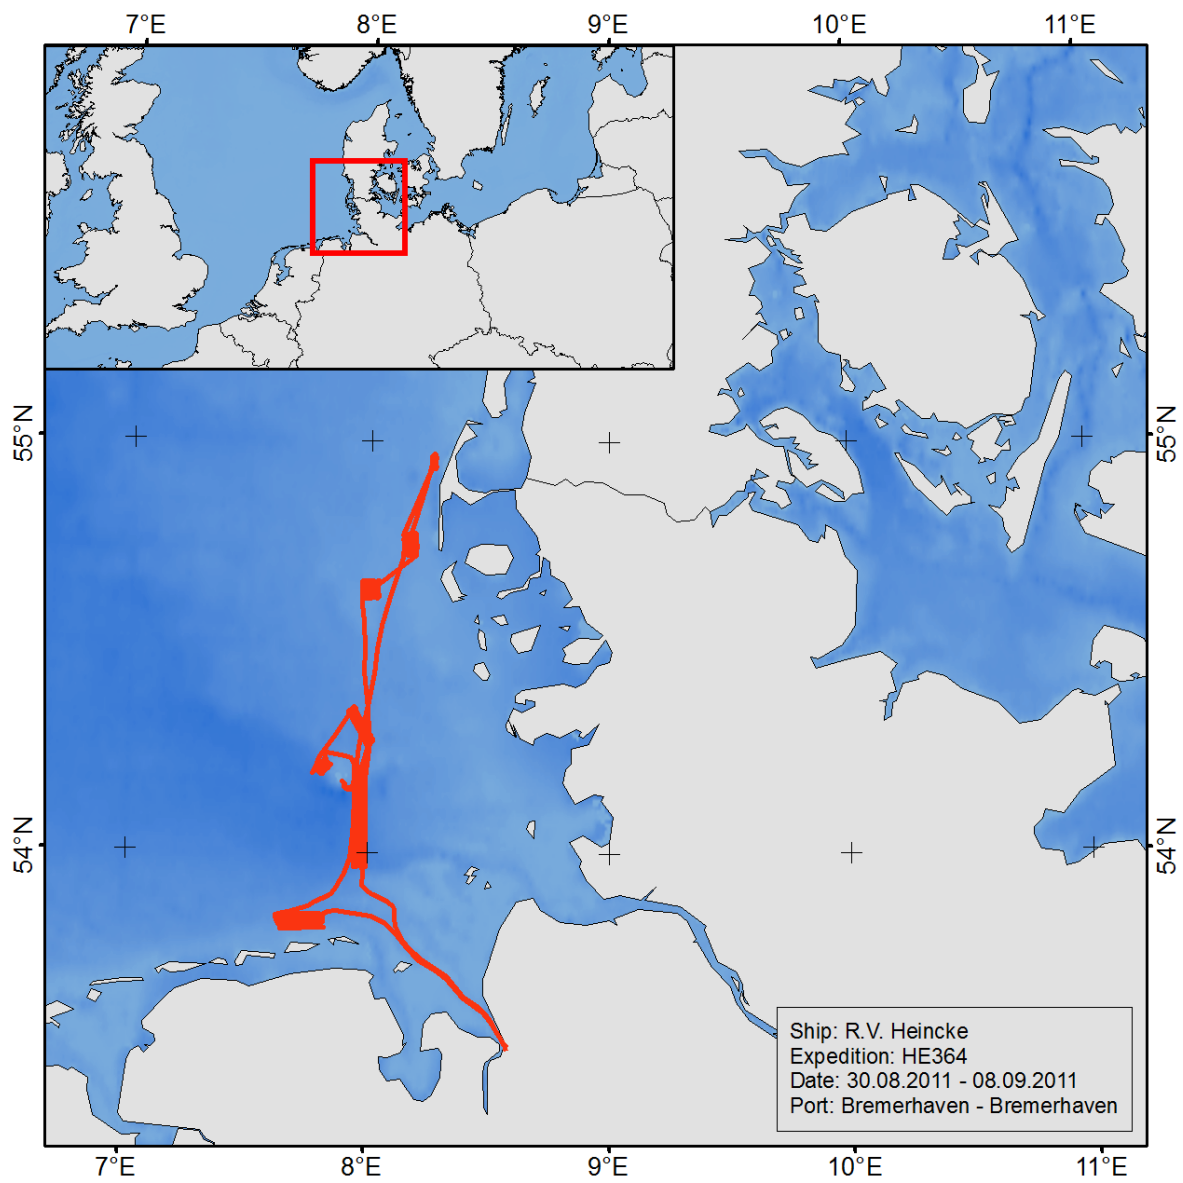 7°E 8°E 9°E 10°E 11°E
55°N 55°N
54°N 54°N
Ship: R.V. Heincke
Expedition: HE364
Date: 30.08.2011 - 08.09.2011
Port: Bremerhaven - Bremerhaven
7°E 8°E 9°E 10°E 11°E